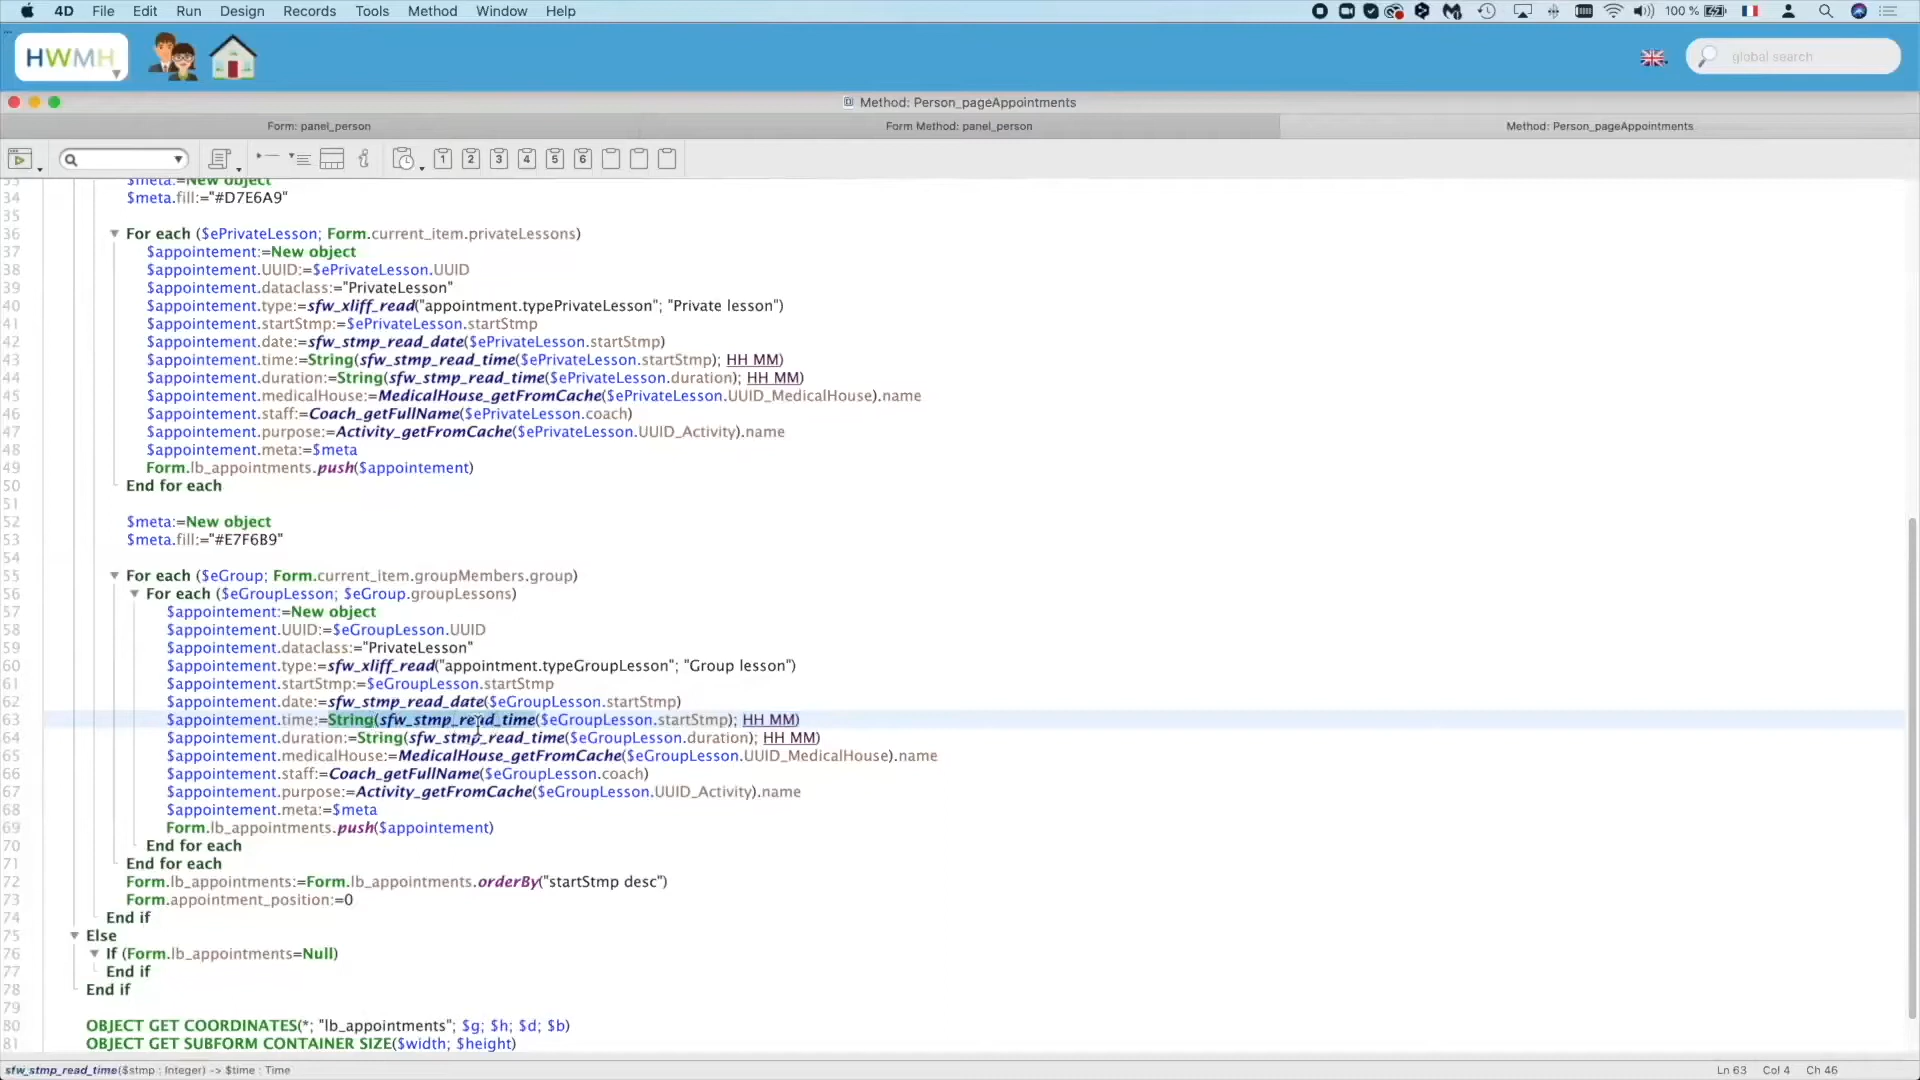 4D File Edit Run Design Records Tools Method Window Help 100 %
HWMH global search
Method: Person_pageAppointments
Form: panel_person Form Method: panel_person Method: Person_pageAppointments
1 2 3 4 5 6
33 $meta:=New object
34 $meta.fill:="#D7E6A9"
35
36 For each ($ePrivateLesson; Form.current_item.privateLessons)
37 $appointement:=New object
38 $appointement.UUID:=$ePrivateLesson.UUID
39 $appointement.dataclass:="PrivateLesson"
40 $appointement.type:=sfw_xliff_read("appointment.typePrivateLesson"; "Private lesson")
41 $appointement.startStmp:=$ePrivateLesson.startStmp
42 $appointement.date:=sfw_stmp_read_date($ePrivateLesson.startStmp)
43 $appointement.time:=String(sfw_stmp_read_time($ePrivateLesson.startStmp); HH MM)
44 $appointement.duration:=String(sfw_stmp_read_time($ePrivateLesson.duration); HH MM)
45 $appointement.medicalHouse:=MedicalHouse_getFromCache($ePrivateLesson.UUID_MedicalHouse).name
46 $appointement.staff:=Coach_getFullName($ePrivateLesson.coach)
47 $appointement.purpose:=Activity_getFromCache($ePrivateLesson.UUID_Activity).name
48 $appointement.meta:=$meta
49 Form.lb_appointments.push($appointement)
50 End for each
51
52 $meta:=New object
53 $meta.fill:="#E7F6B9"
54
55 For each ($eGroup; Form.current_item.groupMembers.group)
56 For each ($eGroupLesson; $eGroup.groupLessons)
57 $appointement:=New object
58 $appointement.UUID:=$eGroupLesson.UUID
59 $appointement.dataclass:="PrivateLesson"
60 $appointement.type:=sfw_xliff_read("appointment.typeGroupLesson"; "Group lesson")
61 $appointement.startStmp:=$eGroupLesson.startStmp
62 $appointement.date:=sfw_stmp_read_date($eGroupLesson.startStmp)
63 $appointement.time:=String(sfw_stmp_read_time($eGroupLesson.startStmp); HH MM)
64 $appointement.duration:=String(sfw_stmp_read_time($eGroupLesson.duration); HH MM)
65 $appointement.medicalHouse:=MedicalHouse_getFromCache($eGroupLesson.UUID_MedicalHouse).name
66 $appointement.staff:=Coach_getFullName($eGroupLesson.coach)
67 $appointement.purpose:=Activity_getFromCache($eGroupLesson.UUID_Activity).name
68 $appointement.meta:=$meta
69 Form.lb_appointments.push($appointement)
70 End for each
71 End for each
72 Form.lb_appointments:=Form.lb_appointments.orderBy("startStmp desc")
73 Form.appointment_position:=0
74 End if
75 Else
76 If (Form.lb_appointments=Null)
77 End if
78 End if
79
80 OBJECT GET COORDINATES(*; "lb_appointments"; $g; $h; $d; $b)
81 OBJECT GET SUBFORM CONTAINER SIZE($width; $height)
sfw_stmp_read_time($stmp : Integer) -> $time : Time Ln 63 Col 4 Ch 46